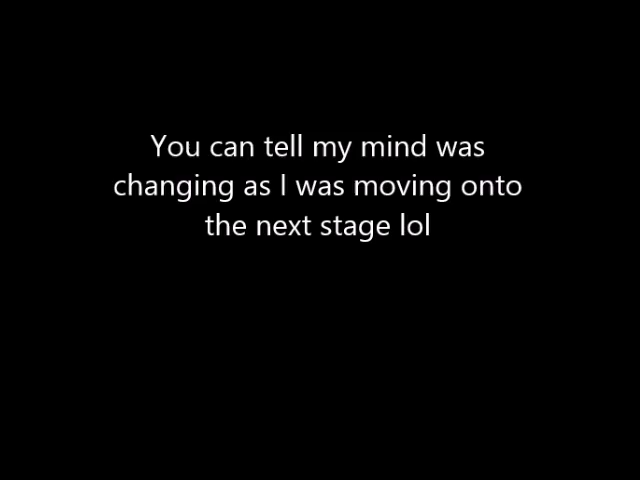 You can tell my mind was
changing as I was moving onto
the next stage lol